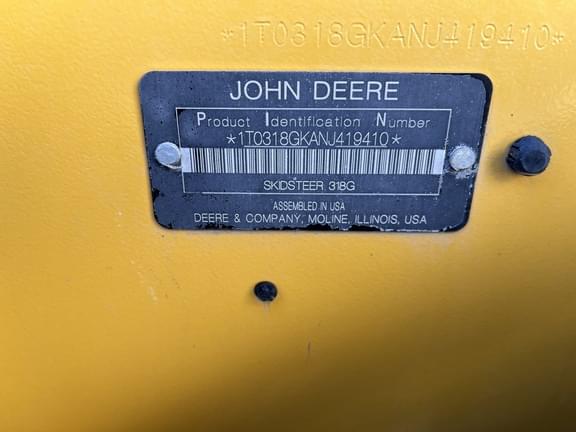 *1T0318GKANJ419410*
JOHN DEERE
Product Identification Number
*1T0318GKANJ419410*
SKIDSTEER 318G
ASSEMBLED IN USA
DEERE & COMPANY, MOLINE, ILLINOIS, USA